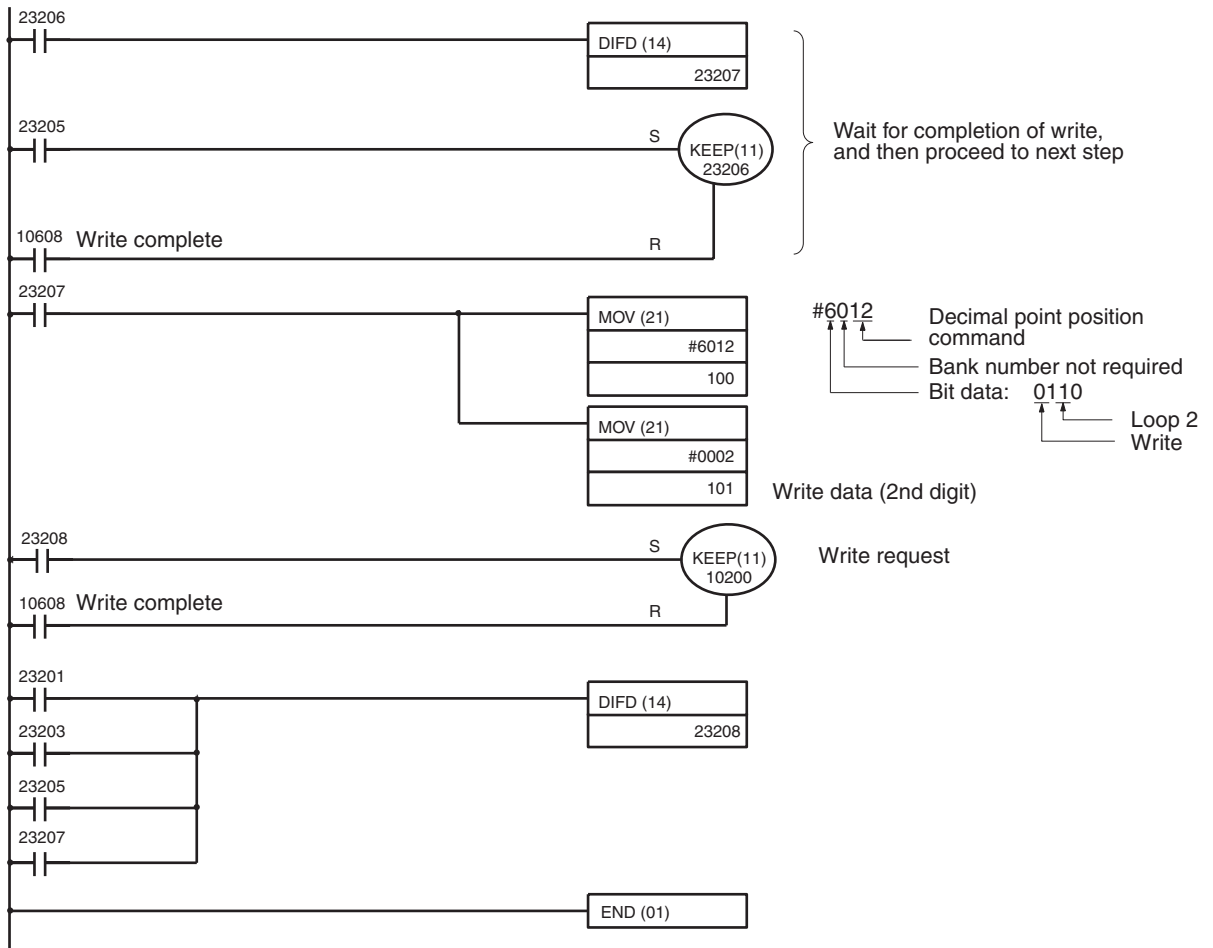 23206
DIFD (14)
23207
23205
S
KEEP(11)
23206
Wait for completion of write,
and then proceed to next step
10608 Write complete
R
23207
MOV (21)
#6012
100
#6012
Decimal point position
command
Bank number not required
Bit data: 0110
Loop 2
Write
MOV (21)
#0002
101
Write data (2nd digit)
23208
S
KEEP(11)
10200
Write request
10608 Write complete
R
23201
DIFD (14)
23208
23203
23205
23207
END (01)